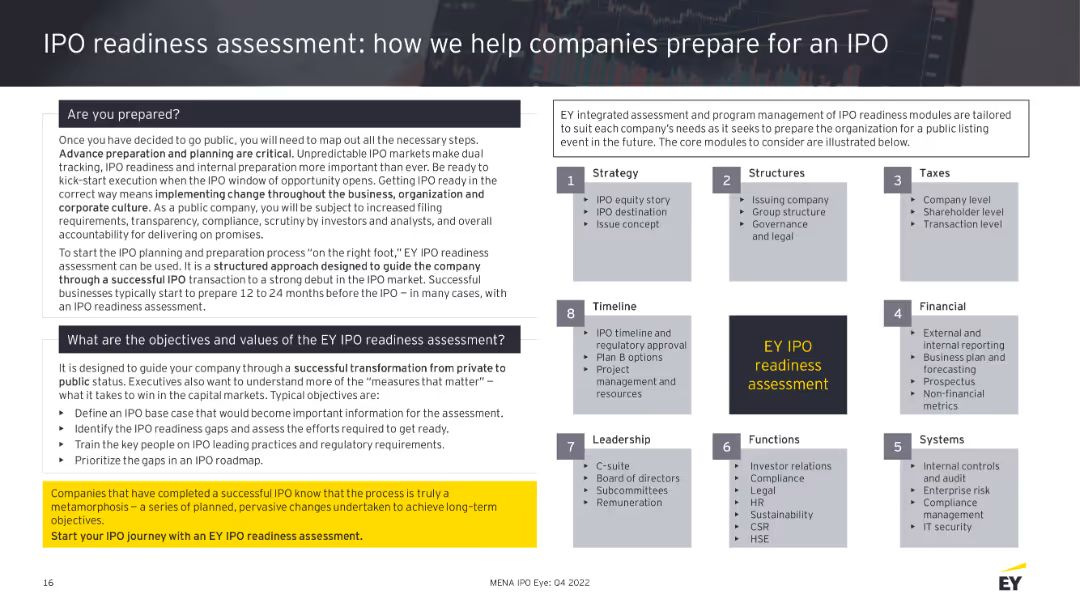 IPO readiness assessment: how we help companies prepare for an IPO
Are you prepared?
Once you have decided to go public, you will need to map out all the necessary steps.
Advance preparation and planning are critical. Unpredictable IPO markets make dual
tracking, IPO readiness and internal preparation more important than ever. Be ready to
kick-start execution when the IPO window of opportunity opens. Getting IPO ready in the
correct way means implementing change throughout the business, organization and
corporate culture. As a public company, you will be subject to increased filing
requirements, transparency, compliance, scrutiny by investors and analysts, and overall
accountability for delivering on promises.
To start the IPO planning and preparation process “on the right foot,” EY IPO readiness
assessment can be used. It is a structured approach designed to guide the company
through a successful IPO transaction to a strong debut in the IPO market. Successful
businesses typically start to prepare 12 to 24 months before the IPO — in many cases, with
an IPO readiness assessment.
What are the objectives and values of the EY IPO readiness assessment?
It is designed to guide your company through a successful transformation from private to
public status. Executives also want to understand more of the “measures that matter” —
what it takes to win in the capital markets. Typical objectives are:
‣ Define an IPO base case that would become important information for the assessment.
‣ Identify the IPO readiness gaps and assess the efforts required to get ready.
‣ Train the key people on IPO leading practices and regulatory requirements.
‣ Prioritize the gaps in an IPO roadmap.
Companies that have completed a successful IPO know that the process is truly a
metamorphosis — a series of planned, pervasive changes undertaken to achieve long-term
objectives.
Start your IPO journey with an EY IPO readiness assessment.
EY integrated assessment and program management of IPO readiness modules are tailored
to suit each company's needs as it seeks to prepare the organization for a public listing
event in the future. The core modules to consider are illustrated below.
1 Strategy
‣ IPO equity story
‣ IPO destination
‣ Issue concept
2 Structures
‣ Issuing company
‣ Group structure
‣ Governance
and legal
3 Taxes
‣ Company level
‣ Shareholder level
‣ Transaction level
8 Timeline
‣ IPO timeline and
regulatory approval
‣ Plan B options
‣ Project
management and
resources
EY IPO
readiness
assessment
4 Financial
‣ External and
internal reporting
‣ Business plan and
forecasting
‣ Prospectus
‣ Non-financial
metrics
7 Leadership
‣ C-suite
‣ Board of directors
‣ Subcommittees
‣ Remuneration
6 Functions
‣ Investor relations
‣ Compliance
‣ Legal
‣ HR
‣ Sustainability
‣ CSR
‣ HSE
5 Systems
‣ Internal controls
and audit
‣ Enterprise risk
‣ Compliance
management
‣ IT security
16
MENA IPO Eye: Q4 2022
EY